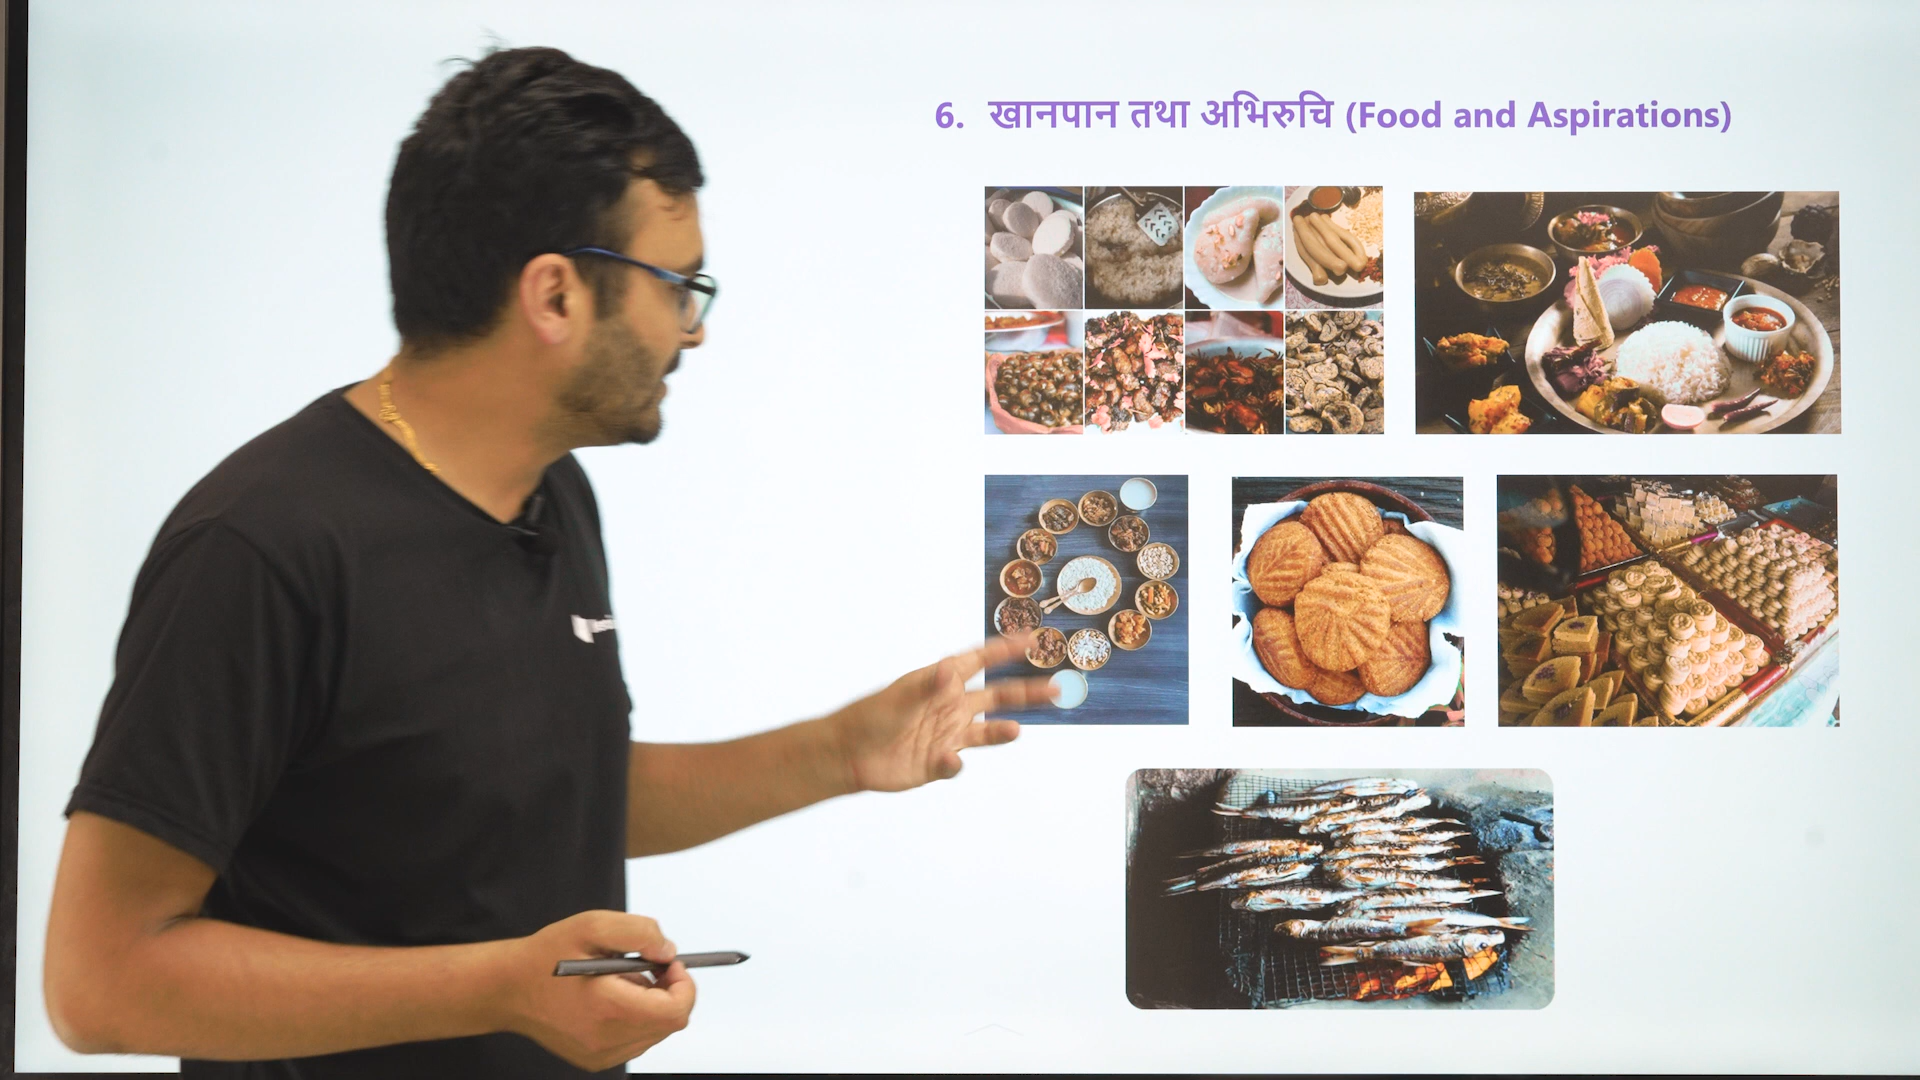 6. खानपान तथा अभिरुचि (Food and Aspirations)